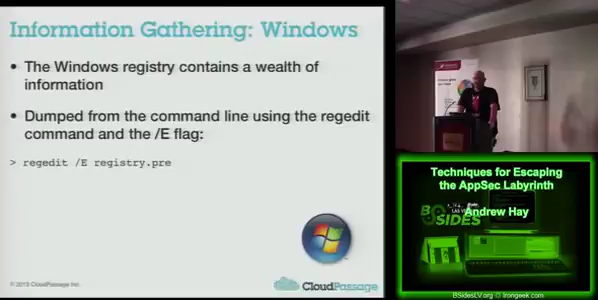 Information Gathering: Windows
• The Windows registry contains a wealth of
information
• Dumped from the command line using the regedit
command and the /E flag:
> regedit /E registry.pre
© 2013 CloudPassage Inc.
CloudPassage
Techniques for Escaping
the AppSec Labyrinth
BSIDES
LAS VEGAS
Andrew Hay
BSidesLV.org
Irongeek.com